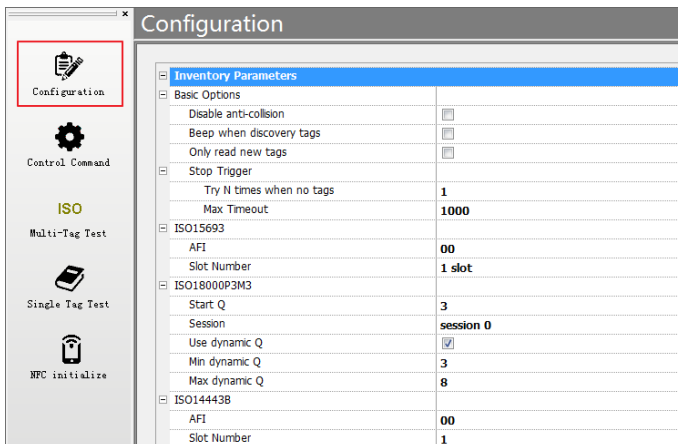 Configuration
Configuration
Control Command
ISO
Multi-Tag Test
Single Tag Test
NFC initialize
Inventory Parameters
Basic Options
Disable anti-collision
Beep when discovery tags
Only read new tags
Stop Trigger
Try N times when no tags 1
Max Timeout 1000
ISO15693
AFI 00
Slot Number 1 slot
ISO18000P3M3
Start Q 3
Session session 0
Use dynamic Q
Min dynamic Q 3
Max dynamic Q 8
ISO14443B
AFI 00
Slot Number 1